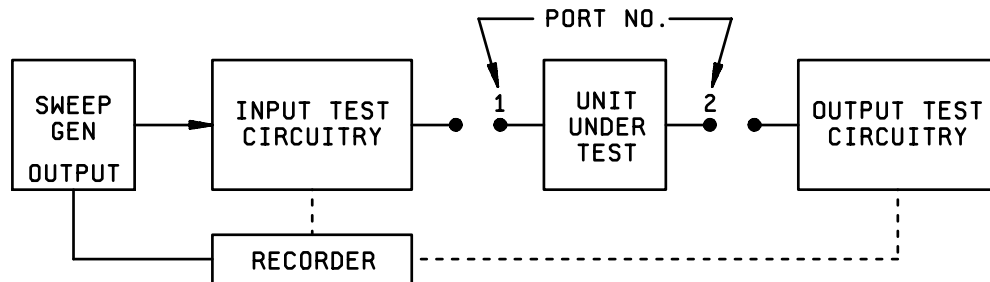 PORT NO.
SWEEP
GEN
OUTPUT
INPUT TEST
CIRCUITRY
1
UNIT
UNDER
TEST
2
OUTPUT TEST
CIRCUITRY
RECORDER